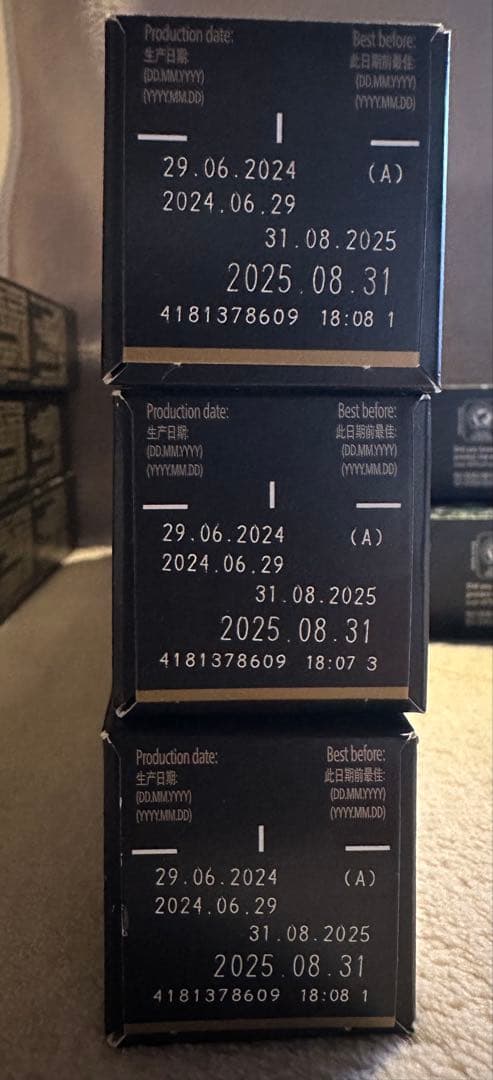 Production date: Best before:
生产日期: 此日期前最佳:
(DD.MM.YYYY) (DD.MM.YYYY)
(YYYY.MM.DD) (YYYY.MM.DD)
29.06.2024 (A)
2024.06.29
31.08.2025
2025.08.31
4181378609 18:08 1
Production date: Best before:
生产日期: 此日期前最佳:
(DD.MM.YYYY) (DD.MM.YYYY)
(YYYY.MM.DD) (YYYY.MM.DD)
29.06.2024 (A)
2024.06.29
31.08.2025
2025.08.31
4181378609 18:07 3
Production date: Best before:
生产日期: 此日期前最佳:
(DD.MM.YYYY) (DD.MM.YYYY)
(YYYY.MM.DD) (YYYY.MM.DD)
29.06.2024 (A)
2024.06.29
31.08.2025
2025.08.31
4181378609 18:08 1